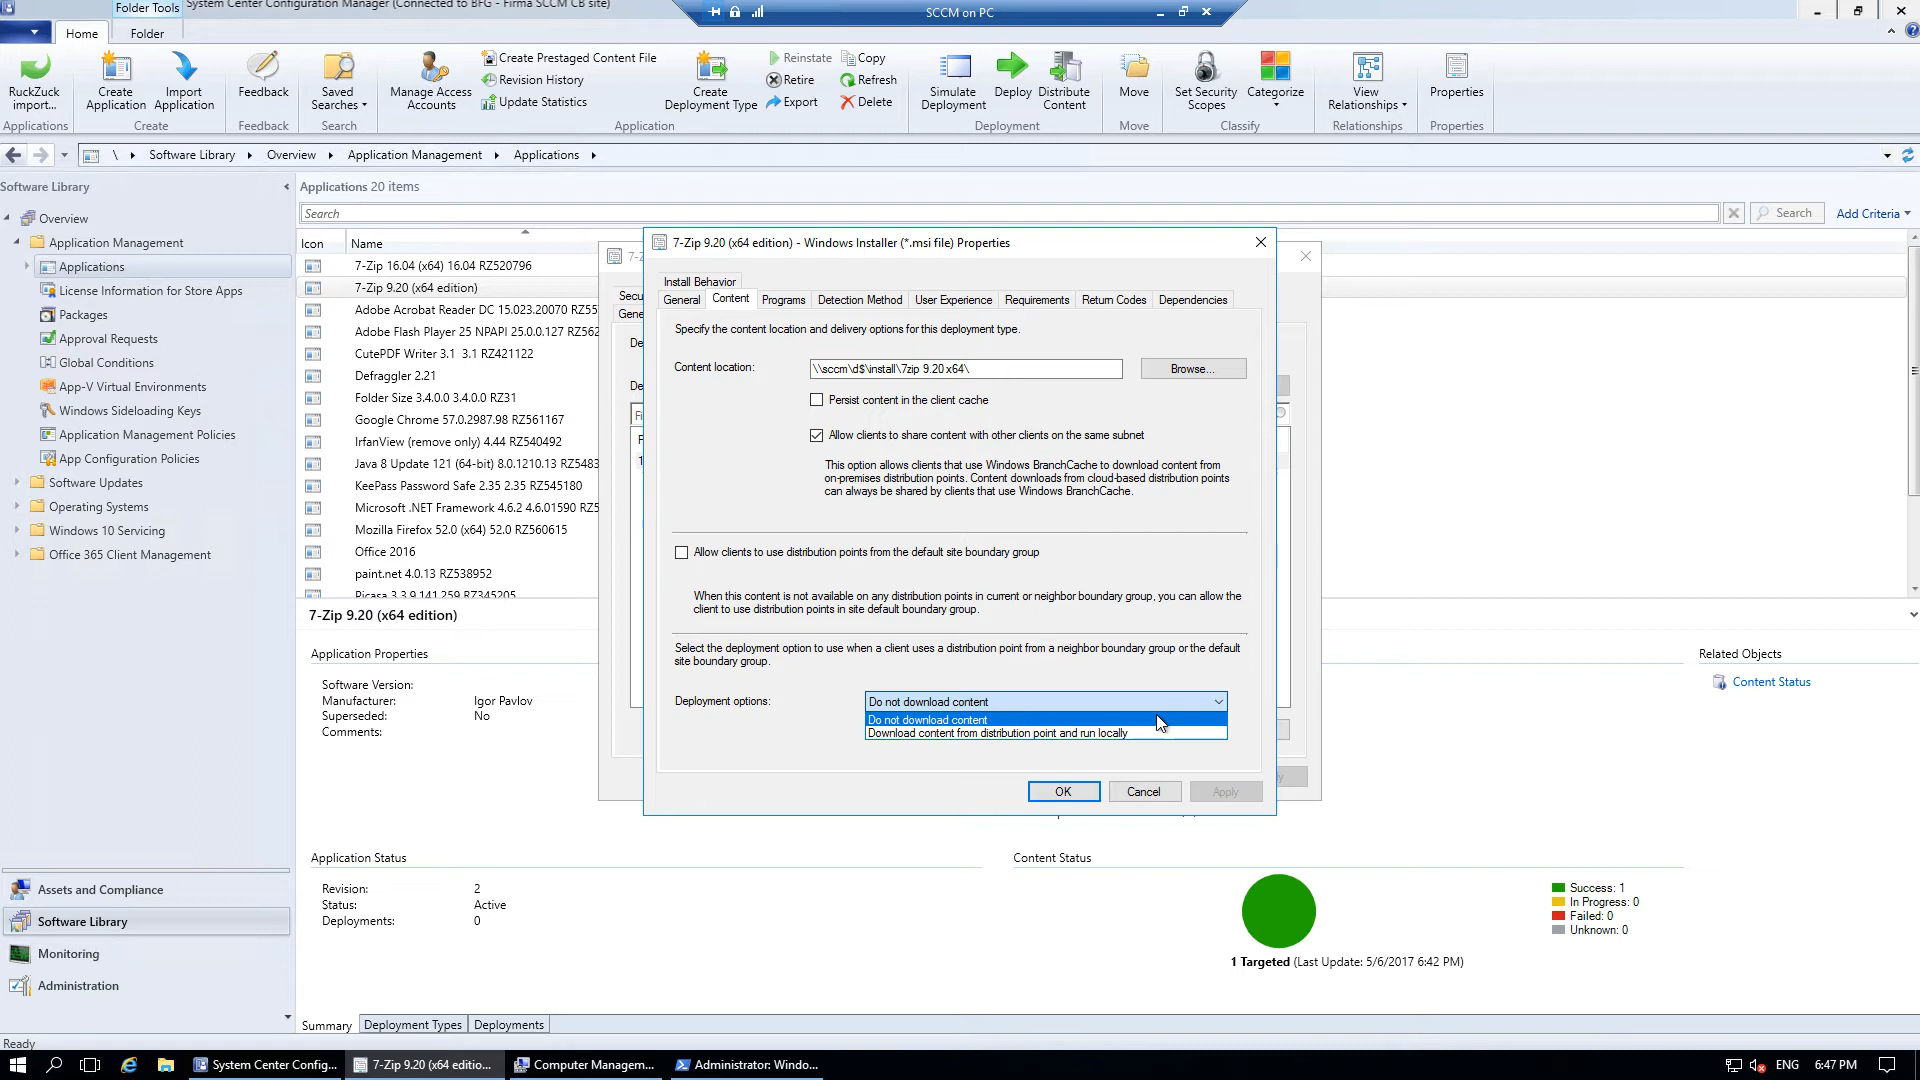 Folder Tools
System Center Configuration Manager (Connected to BFG - Firma SCCM CB site)
SCCM on PC
Home
Folder
RuckZuck import...
Create Application
Import Application
Feedback
Saved Searches
Manage Access Accounts
Create Prestaged Content File
Revision History
Update Statistics
Create Deployment Type
Reinstate
Retire
Export
Copy
Refresh
Delete
Simulate Deployment
Deploy
Distribute Content
Move
Set Security Scopes
Categorize
View Relationships
Properties
Applications
Create
Feedback
Search
Application
Deployment
Move
Classify
Relationships
Properties
\ Software Library Overview Application Management Applications
Software Library
Overview
Application Management
Applications
License Information for Store Apps
Packages
Approval Requests
Global Conditions
App-V Virtual Environments
Windows Sideloading Keys
Application Management Policies
App Configuration Policies
Software Updates
Operating Systems
Windows 10 Servicing
Office 365 Client Management
Assets and Compliance
Software Library
Monitoring
Administration
Applications 20 items
Search
Search
Add Criteria
Icon Name
7-Zip 16.04 (x64) 16.04 RZ520796
7-Zip 9.20 (x64 edition)
Adobe Acrobat Reader DC 15.023.20070 RZ55
Adobe Flash Player 25 NPAPI 25.0.0.127 RZ562
CutePDF Writer 3.1 3.1 RZ421122
Defraggler 2.21
Folder Size 3.4.0.0 3.4.0.0 RZ31
Google Chrome 57.0.2987.98 RZ561167
IrfanView (remove only) 4.44 RZ540492
Java 8 Update 121 (64-bit) 8.0.1210.13 RZ5483
KeePass Password Safe 2.35 2.35 RZ545180
Microsoft .NET Framework 4.6.2 4.6.01590 RZ5
Mozilla Firefox 52.0 (x64) 52.0 RZ560615
Office 2016
paint.net 4.0.13 RZ538952
Picasa 3 3.9.141.259 RZ345205
7-Z
Secu
Gene
De
De
7-Zip 9.20 (x64 edition) - Windows Installer (*.msi file) Properties
Install Behavior
General Content Programs Detection Method User Experience Requirements Return Codes Dependencies
Specify the content location and delivery options for this deployment type.
Content location:
\\sccm\d$\install\7zip 9.20 x64\
Browse...
Persist content in the client cache
Allow clients to share content with other clients on the same subnet
This option allows clients that use Windows BranchCache to download content from
on-premises distribution points. Content downloads from cloud-based distribution points
can always be shared by clients that use Windows BranchCache.
Allow clients to use distribution points from the default site boundary group
When this content is not available on any distribution points in current or neighbor boundary group, you can allow the
client to use distribution points in site default boundary group.
Select the deployment option to use when a client uses a distribution point from a neighbor boundary group or the default
site boundary group.
Deployment options:
Do not download content
Do not download content
Download content from distribution point and run locally
OK
Cancel
Apply
7-Zip 9.20 (x64 edition)
Application Properties
Software Version:
Manufacturer: Igor Pavlov
Superseded: No
Comments:
Related Objects
Content Status
Application Status
Revision: 2
Status: Active
Deployments: 0
Content Status
Success: 1
In Progress: 0
Failed: 0
Unknown: 0
1 Targeted (Last Update: 5/6/2017 6:42 PM)
Summary Deployment Types Deployments
Ready
System Center Config...
7-Zip 9.20 (x64 editio...
Computer Managem...
Administrator: Windo...
ENG
6:47 PM